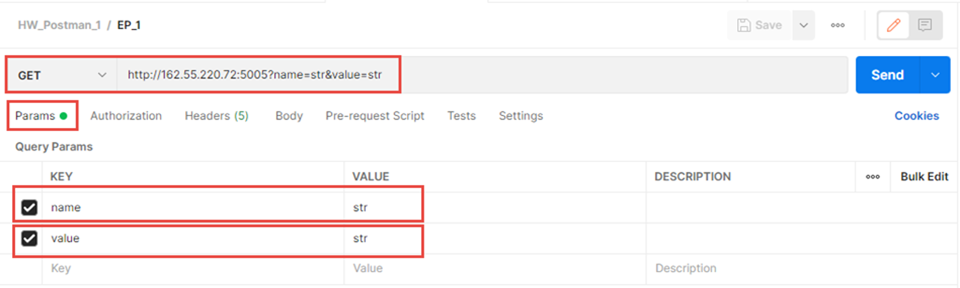 HW_Postman_1 / EP_1
Save
GET http://162.55.220.72:5005?name=str&value=str
Send
Params Authorization Headers (5) Body Pre-request Script Tests Settings Cookies
Query Params
KEY VALUE DESCRIPTION Bulk Edit
name str
value str
Key Value Description